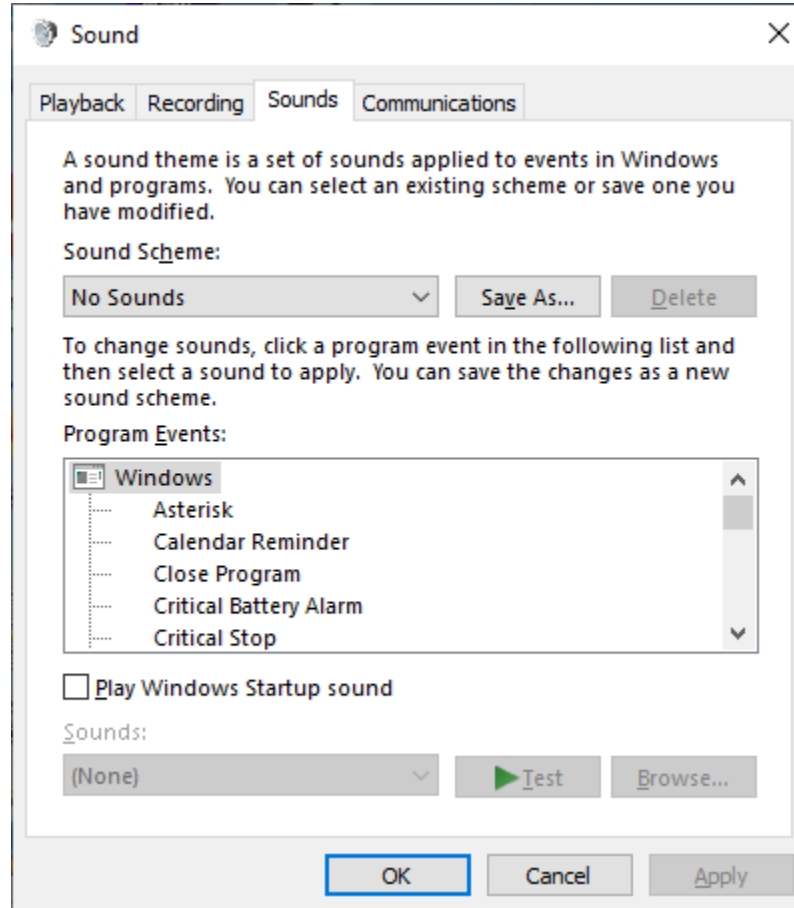 Sound
Playback Recording Sounds Communications
A sound theme is a set of sounds applied to events in Windows
and programs. You can select an existing scheme or save one you
have modified.
Sound Scheme:
No Sounds Save As... Delete
To change sounds, click a program event in the following list and
then select a sound to apply. You can save the changes as a new
sound scheme.
Program Events:
Windows
Asterisk
Calendar Reminder
Close Program
Critical Battery Alarm
Critical Stop
Play Windows Startup sound
Sounds:
(None) Test Browse...
OK Cancel Apply